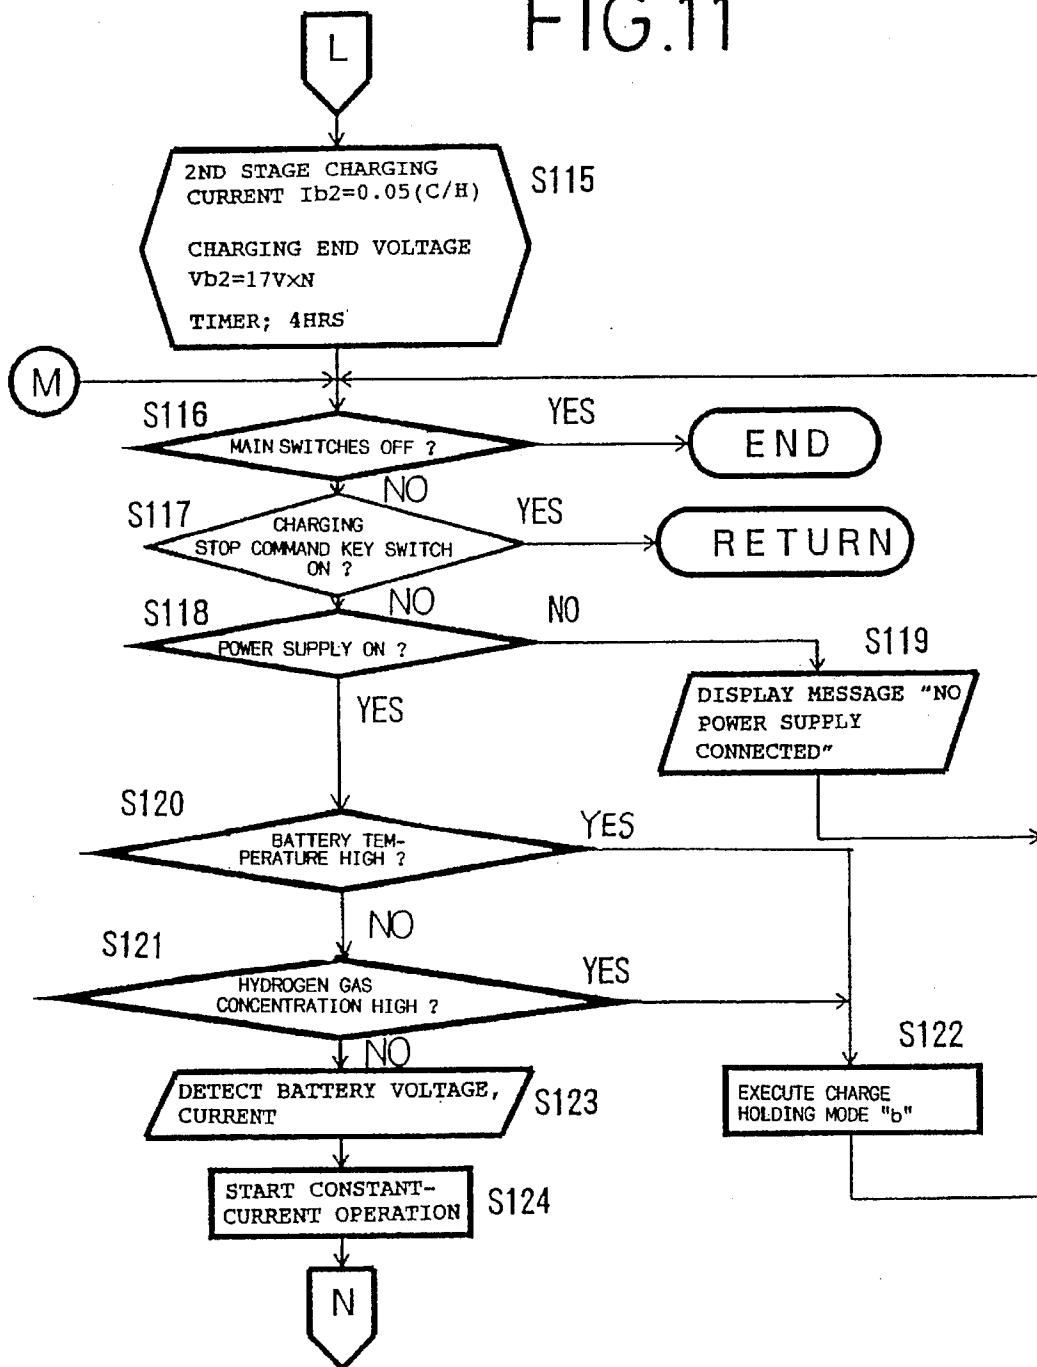 FIG.11
L
2ND STAGE CHARGING
CURRENT Ib2=0.05(C/H)
CHARGING END VOLTAGE
Vb2=17V×N
TIMER; 4HRS
S115
M
S116
MAIN SWITCHES OFF ?
YES
END
NO
S117
CHARGING
STOP COMMAND KEY SWITCH
ON ?
YES
RETURN
NO
S118
POWER SUPPLY ON ?
NO
S119
DISPLAY MESSAGE "NO
POWER SUPPLY
CONNECTED"
YES
S120
BATTERY TEM-
PERATURE HIGH ?
YES
NO
S121
HYDROGEN GAS
CONCENTRATION HIGH ?
YES
NO
S122
EXECUTE CHARGE
HOLDING MODE "b"
DETECT BATTERY VOLTAGE,
CURRENT
S123
START CONSTANT-
CURRENT OPERATION
S124
N